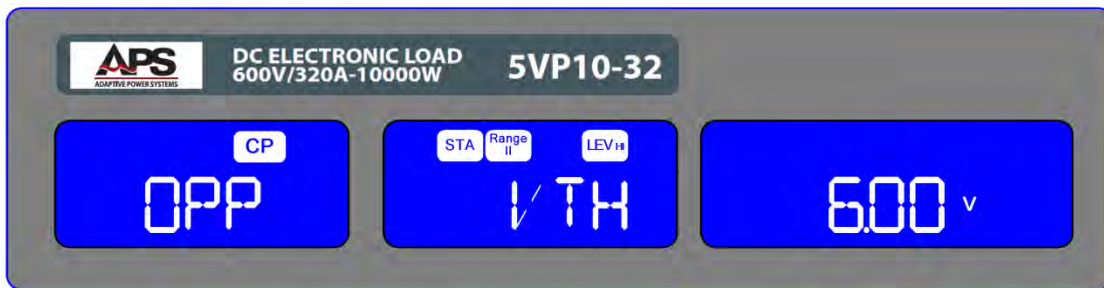 APS
ADAPTIVE POWER SYSTEMS
DC ELECTRONIC LOAD
600V/320A-10000W
5VP10-32
CP
OPP
STA
Range
II
LEV HI
VTH
6.00 V